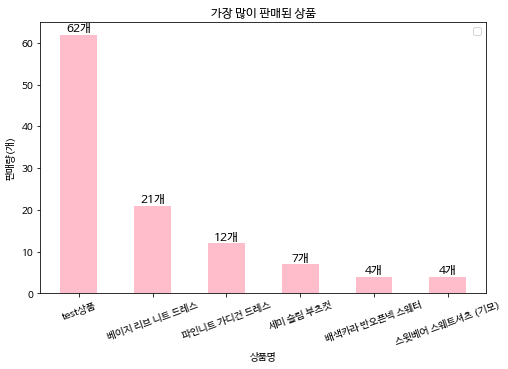 가장 많이 판매된 상품
판매량(개)
60
50
40
30
20
10
0
62개
21개
12개
7개
4개
4개
test상품
베이지 리브 니트 드레스
파인니트 가디건 드레스
세미 슬림 부츠컷
배색카라 반오픈넥 스웨터
스윗베어 스웨트셔츠 (기모)
상품명